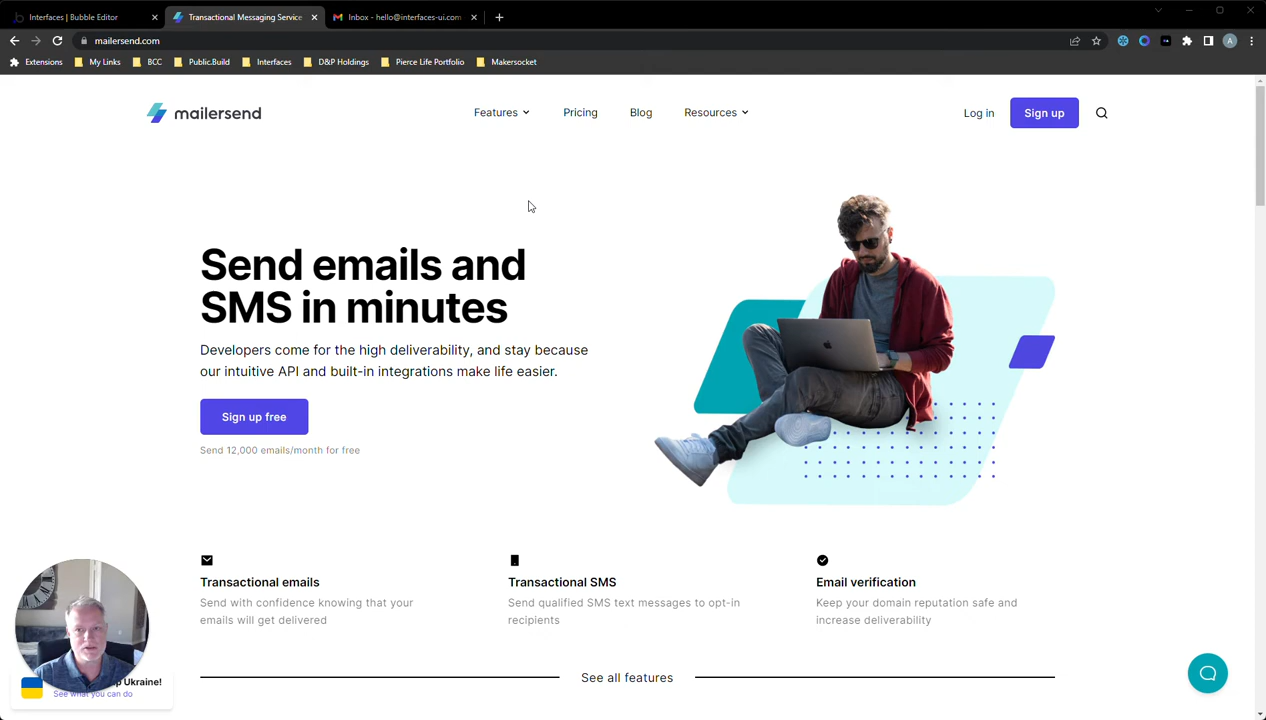 Interfaces | Bubble Editor
Transactional Messaging Service
Inbox - hello@interfaces-ui.com
mailersend.com
A
Extensions
My Links
BCC
Public.Build
Interfaces
D&P Holdings
Pierce Life Portfolio
Makersocket
mailersend
Features
Pricing
Blog
Resources
Log in
Sign up
Send emails and
SMS in minutes
Developers come for the high deliverability, and stay because
our intuitive API and built-in integrations make life easier.
Sign up free
Send 12,000 emails/month for free
Transactional emails
Send with confidence knowing that your
emails will get delivered
Transactional SMS
Send qualified SMS text messages to opt-in
recipients
Email verification
Keep your domain reputation safe and
increase deliverability
See all features
Ukraine!
See what you can do